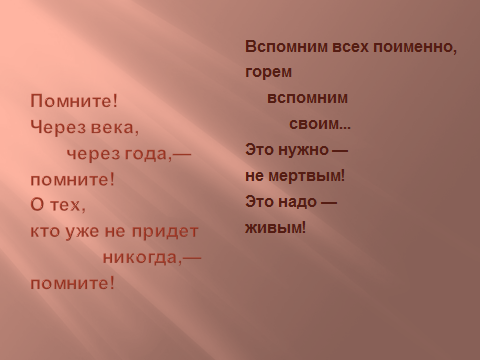 Помните!
Через века,
через года,—
помните!
О тех,
кто уже не придет
никогда,—
помните!
Вспомним всех поименно,
горем
вспомним
своим...
Это нужно —
не мертвым!
Это надо —
живым!